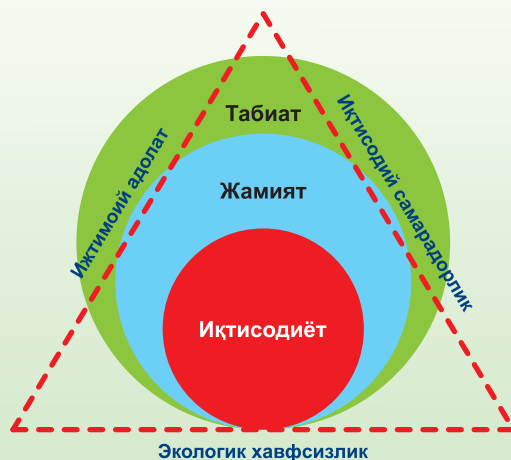 Табиат
Ижтимоий адолат
Иқтисодий самарадорлик
Жамият
Иқтисодиёт
Экологик хавфсизлик